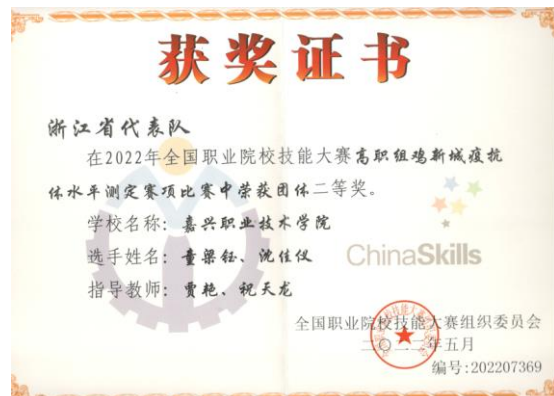 获奖证书
浙江省代表队
在2022年全国职业院校技能大赛高职组鸡新城疫抗
体水平测定赛项比赛中荣获团体二等奖。
学校名称：嘉兴职业技术学院
选手姓名：童梁钰、沈佳仪
ChinaSkills
指导教师：贾艳、祝天龙
全国职业院校技能大赛组织委员会
二〇二二年五月
编号:202207369